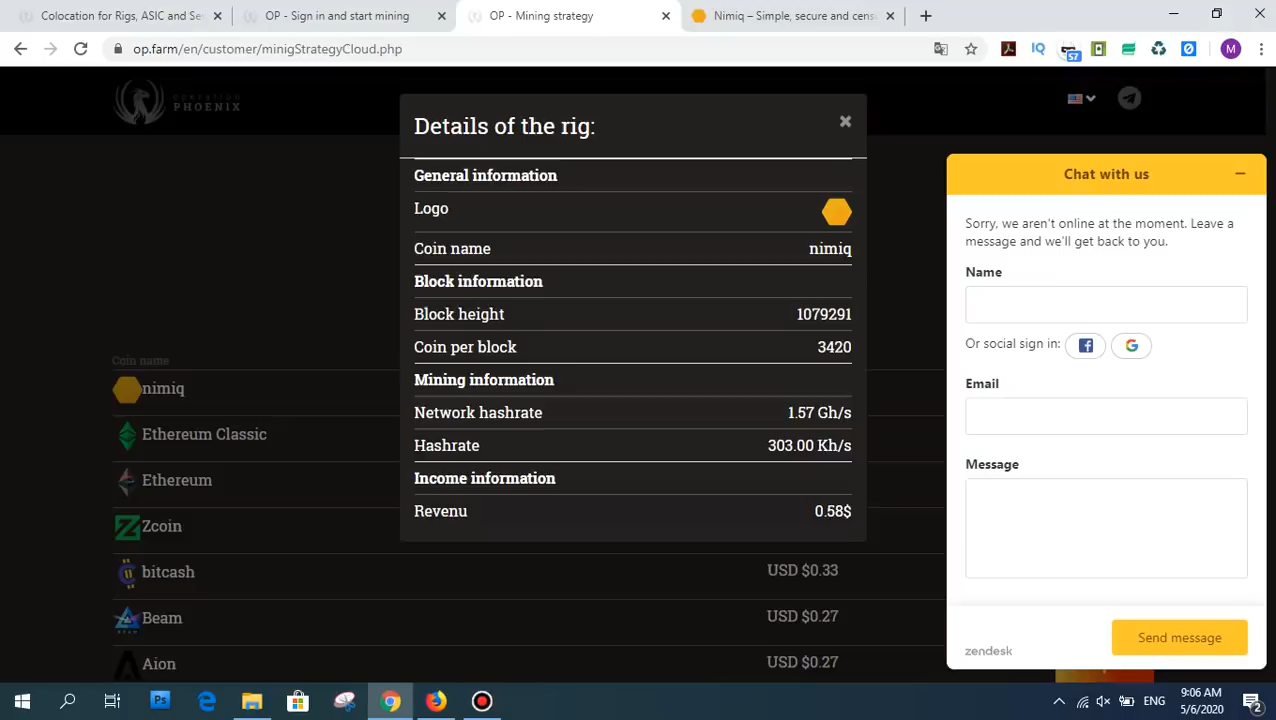 Colocation for Rigs, ASIC and Se
OP - Sign in and start mining
OP - Mining strategy
Nimiq – Simple, secure and cens
op.farm/en/customer/minigStrategyCloud.php
57
M
operation
PHOENIX
Details of the rig:
General information
Logo
Coin name nimiq
Block information
Block height 1079291
Coin per block 3420
Mining information
Network hashrate 1.57 Gh/s
Hashrate 303.00 Kh/s
Income information
Revenu 0.58$
Coin name
nimiq
Ethereum Classic
Ethereum
Zcoin
bitcash USD $0.33
Beam USD $0.27
Aion USD $0.27
Chat with us
Sorry, we aren't online at the moment. Leave a
message and we'll get back to you.
Name
Or social sign in:
Email
Message
Send message
zendesk
ENG
9:06 AM
5/6/2020
2